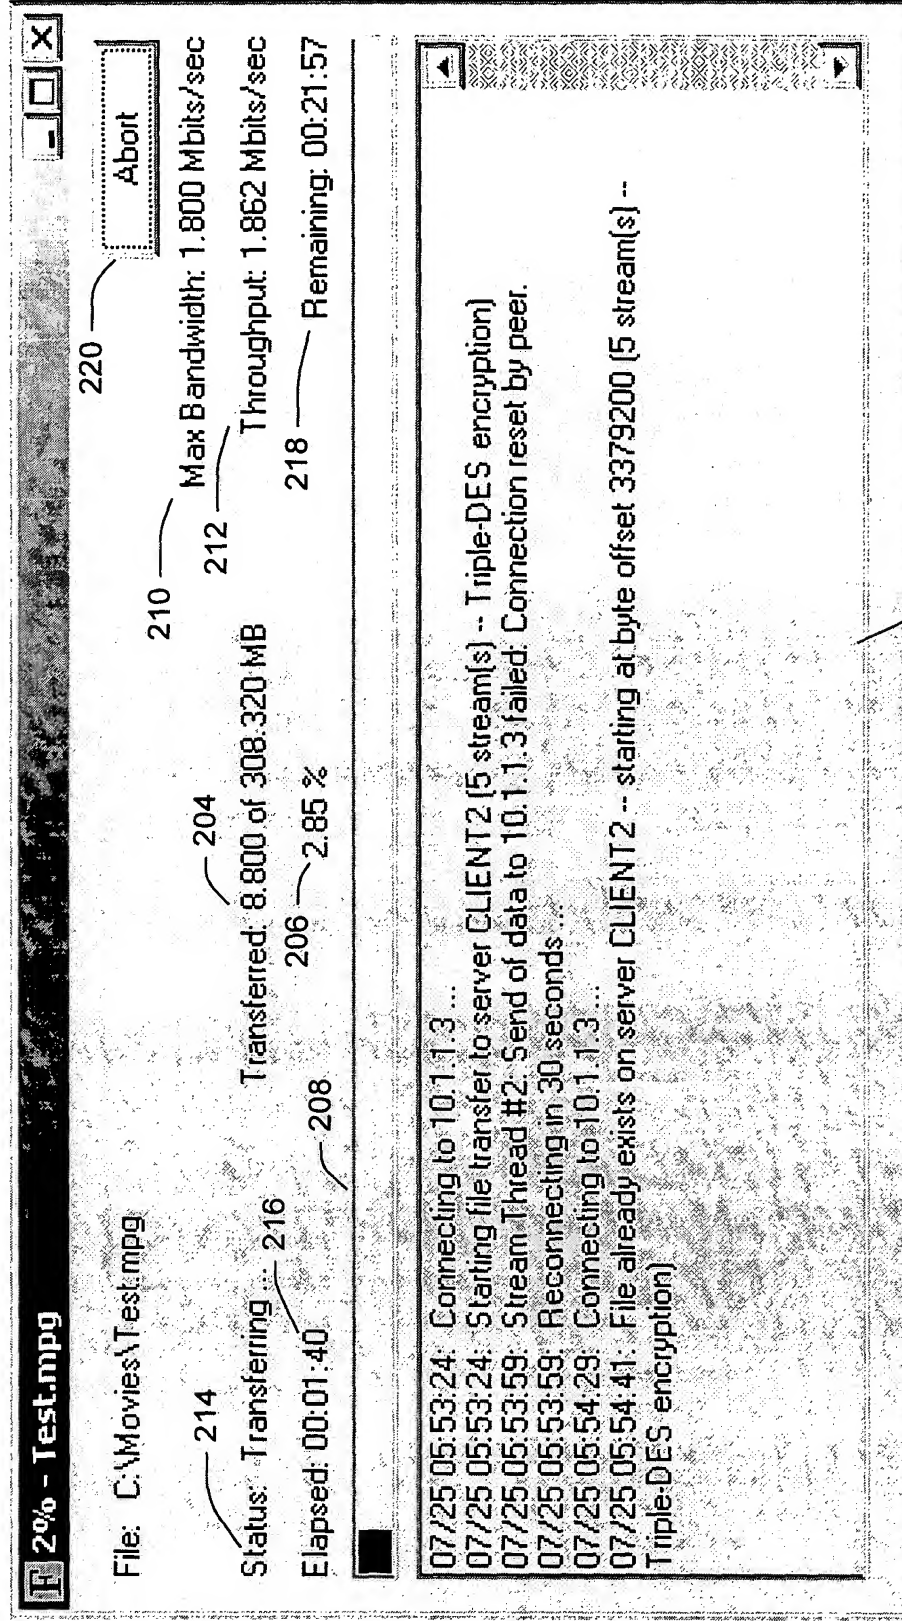 F 2% - Test.mpg
220
File: C:\Movies\Test.mpg
Abort
214
204
210
Max Bandwidth: 1.800 Mbits/sec
Status: Transferring ...
216
Transferred: 8.800 of 308.320 MB
212
Throughput: 1.862 Mbits/sec
Elapsed: 00:01:40
208
206
2.85 %
218
Remaining: 00:21:57
07/25 05:53:24: Connecting to 10.1.1.3 ...
07/25 05:53:24: Starting file transfer to server CLIENT2 (5 stream(s) -- Triple-DES encryption)
07/25 05:53:59: Stream Thread #2: Send of data to 10.1.1.3 failed: Connection reset by peer.
07/25 05:53:59: Reconnecting in 30 seconds ...
07/25 05:54:29: Connecting to 10.1.1.3 ...
07/25 05:54:41: File already exists on server CLIENT2 -- starting at byte offset 3379200 (5 stream(s) --
Triple-DES encryption)